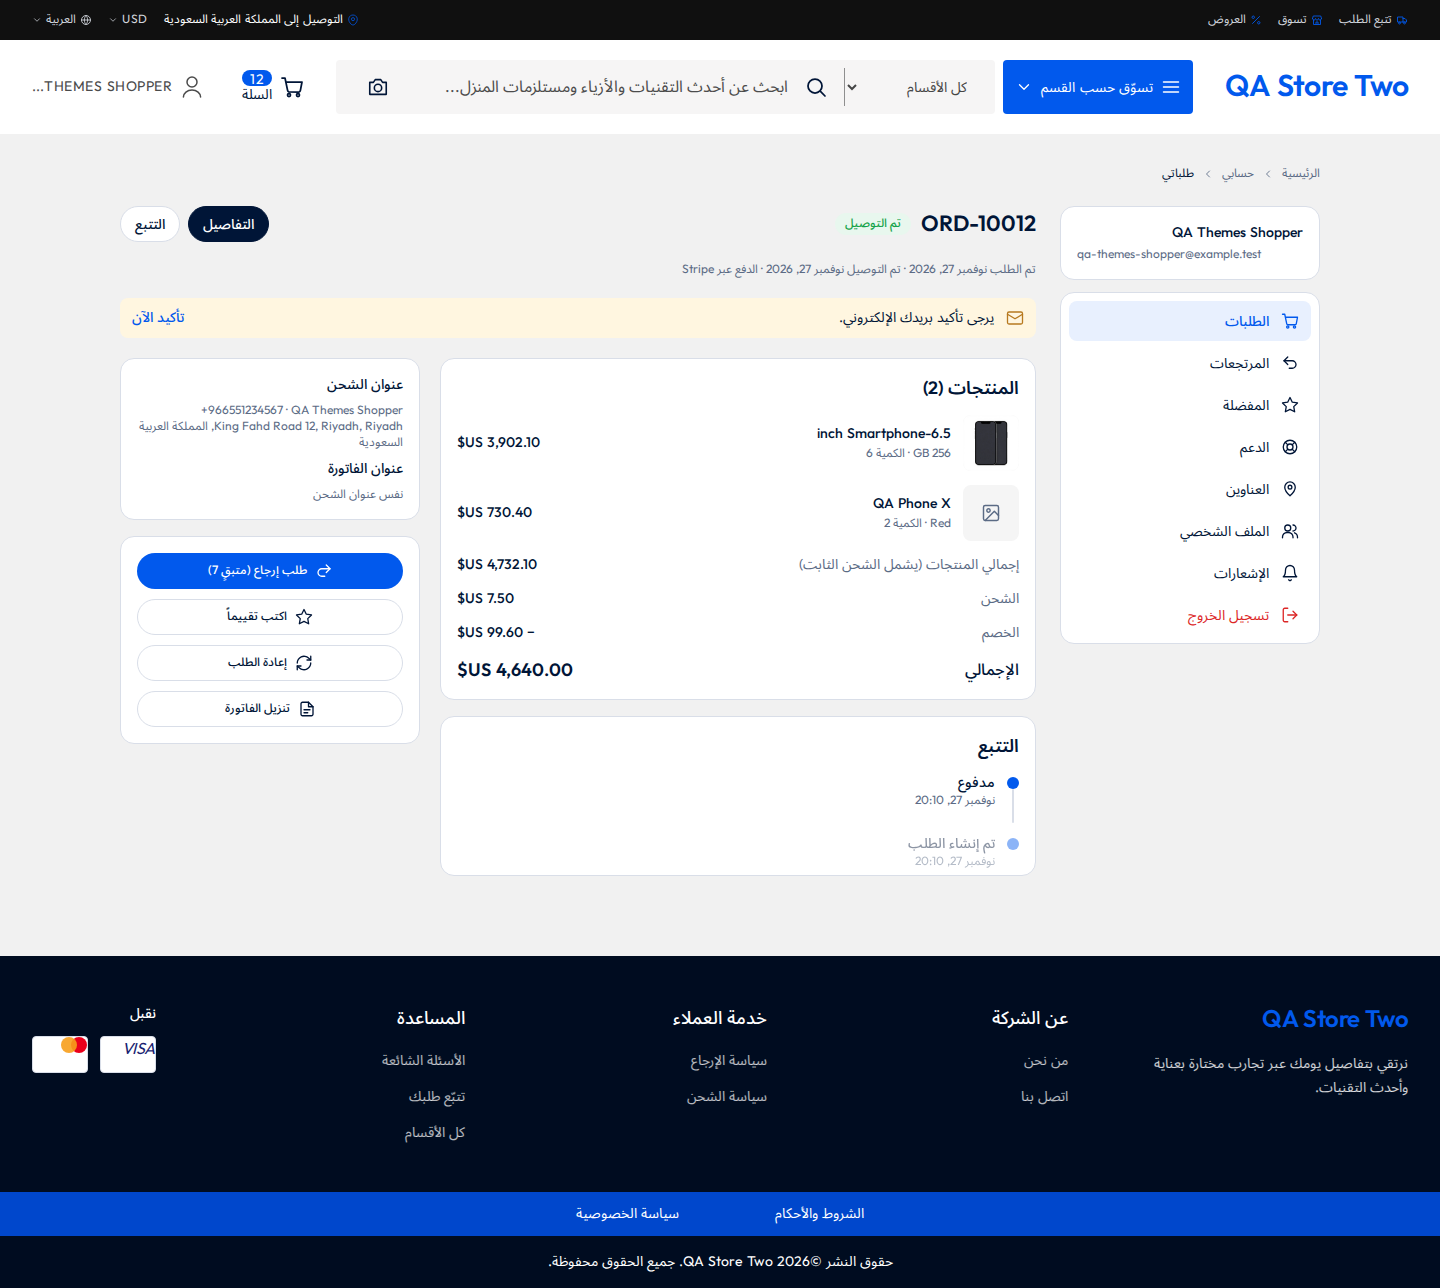 تتبع الطلب
تسوق
العروض
التوصيل إلى المملكة العربية السعودية
USD
العربية
QA Store Two
تسوّق حسب القسم
كل الأقسام
ابحث عن أحدث التقنيات والأزياء ومستلزمات المنزل...
12
السلة
THEMES SHOPPER...
الرئيسية
حسابي
طلباتي
QA Themes Shopper
qa-themes-shopper@example.test
الطلبات
المرتجعات
المفضلة
الدعم
العناوين
الملف الشخصي
الإشعارات
تسجيل الخروج
ORD-10012
تم التوصيل
التفاصيل
التتبع
تم الطلب نوفمبر 27, 2026 · تم التوصيل نوفمبر 27, 2026 · الدفع عبر Stripe
يرجى تأكيد بريدك الإلكتروني.
تأكيد الآن
المنتجات (2)
6.5-inch Smartphone
256 GB · الكمية 6
$US 3,902.10
QA Phone X
Red · الكمية 2
$US 730.40
إجمالي المنتجات (يشمل الشحن الثابت)
$US 4,732.10
الشحن
$US 7.50
الخصم
$US 99.60 −
الإجمالي
$US 4,640.00
التتبع
مدفوع
نوفمبر 27, 20:10
تم إنشاء الطلب
نوفمبر 27, 20:10
عنوان الشحن
QA Themes Shopper · 966551234567+
King Fahd Road 12, Riyadh, Riyadh, المملكة العربية
السعودية
عنوان الفاتورة
نفس عنوان الشحن
طلب إرجاع (متبقٍ 7)
اكتب تقييماً
إعادة الطلب
تنزيل الفاتورة
QA Store Two
نرتقي بتفاصيل يومك عبر تجارب مختارة بعناية
وأحدث التقنيات.
عن الشركة
من نحن
اتصل بنا
خدمة العملاء
سياسة الإرجاع
سياسة الشحن
المساعدة
الأسئلة الشائعة
تتبّع طلبك
كل الأقسام
نقبل
VISA
الشروط والأحكام
سياسة الخصوصية
حقوق النشر ©2026 QA Store Two. جميع الحقوق محفوظة.